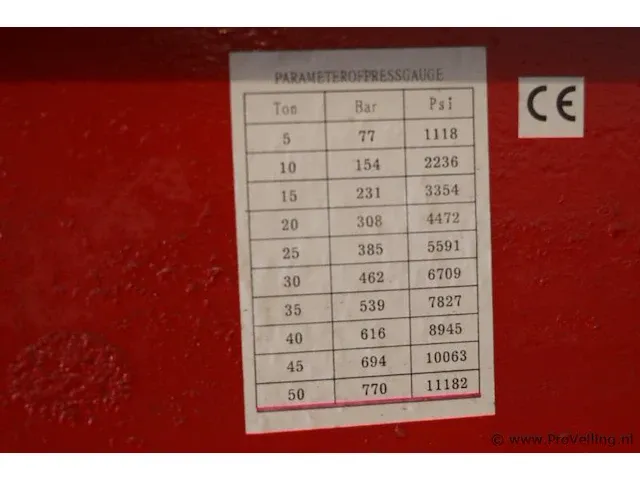 PARAMETEROFPRESSGAUGE
Ton Bar Psi
5 77 1118
10 154 2236
15 231 3354
20 308 4472
25 385 5591
30 462 6709
35 539 7827
40 616 8945
45 694 10063
50 770 11182
CE
© www.ProVeiling.nl